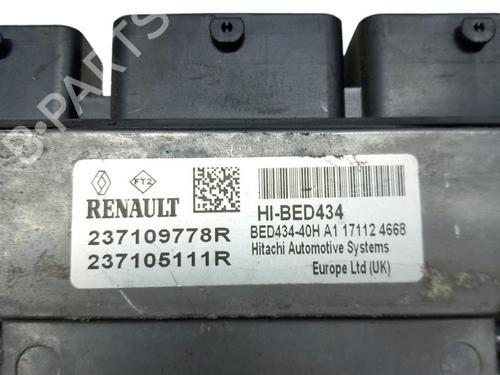 FTZ
RENAULT
HI-BED434
237109778R
BED434-40H A1 17112 4668
237105111R
Hitachi Automotive Systems
Europe Ltd (UK)
B-PARTS